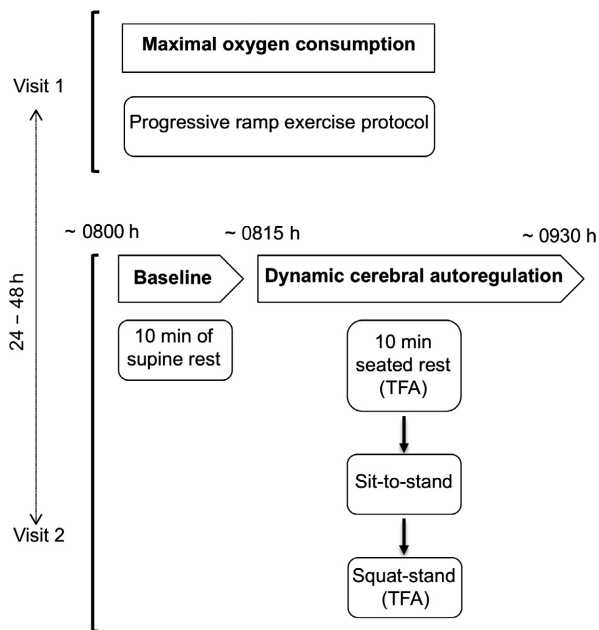 Maximal oxygen consumption
Visit 1
Progressive ramp exercise protocol
24 – 48 h
~ 0800 h
~ 0815 h
~ 0930 h
Baseline
Dynamic cerebral autoregulation
10 min of
supine rest
10 min
seated rest
(TFA)
Sit-to-stand
Visit 2
Squat-stand
(TFA)